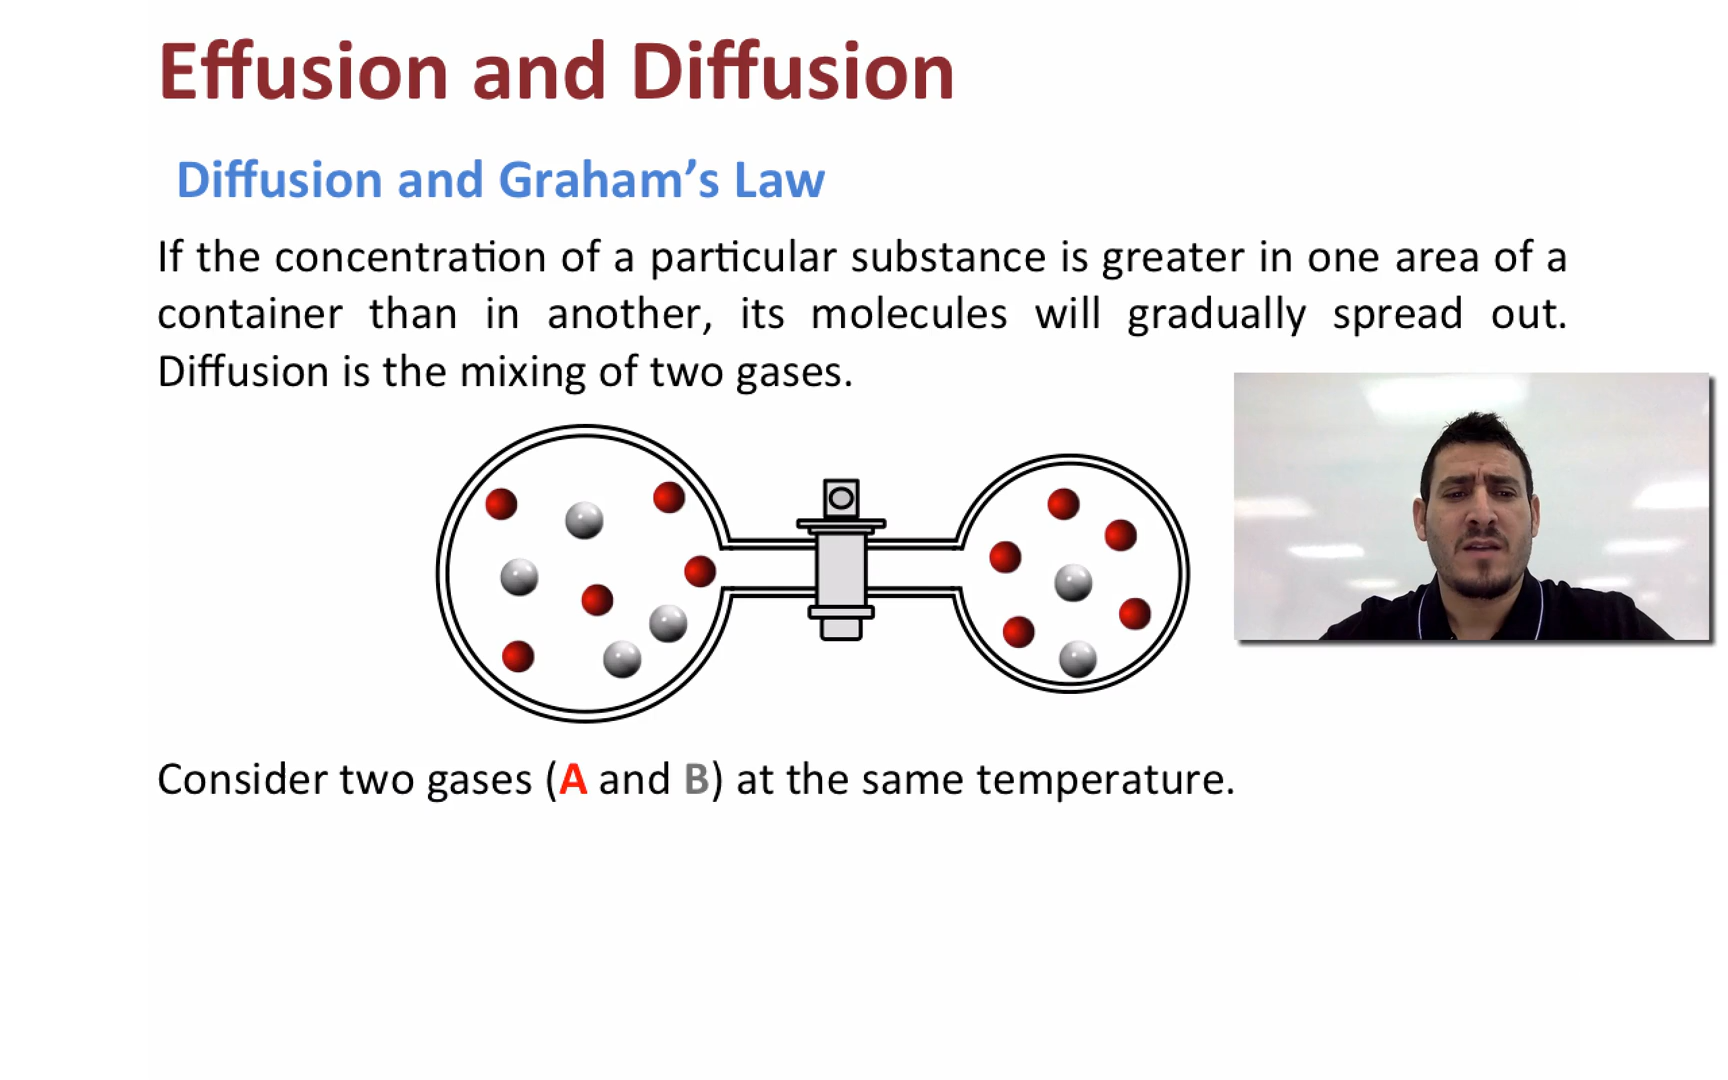 Effusion and Diffusion
Diffusion and Graham’s Law
If the concentration of a particular substance is greater in one area of a
container than in another, its molecules will gradually spread out.
Diffusion is the mixing of two gases.
Consider two gases (A and B) at the same temperature.